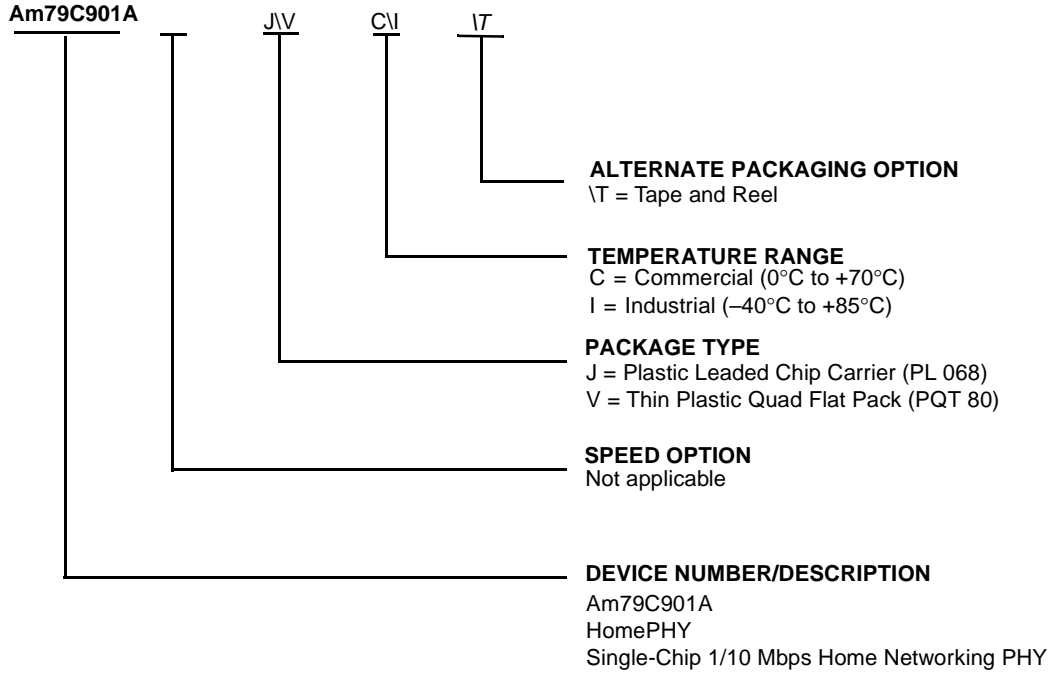 Am79C901A J\V C\I \T
ALTERNATE PACKAGING OPTION
\T = Tape and Reel
TEMPERATURE RANGE
C = Commercial (0°C to +70°C)
I = Industrial (–40°C to +85°C)
PACKAGE TYPE
J = Plastic Leaded Chip Carrier (PL 068)
V = Thin Plastic Quad Flat Pack (PQT 80)
SPEED OPTION
Not applicable
DEVICE NUMBER/DESCRIPTION
Am79C901A
HomePHY
Single-Chip 1/10 Mbps Home Networking PHY